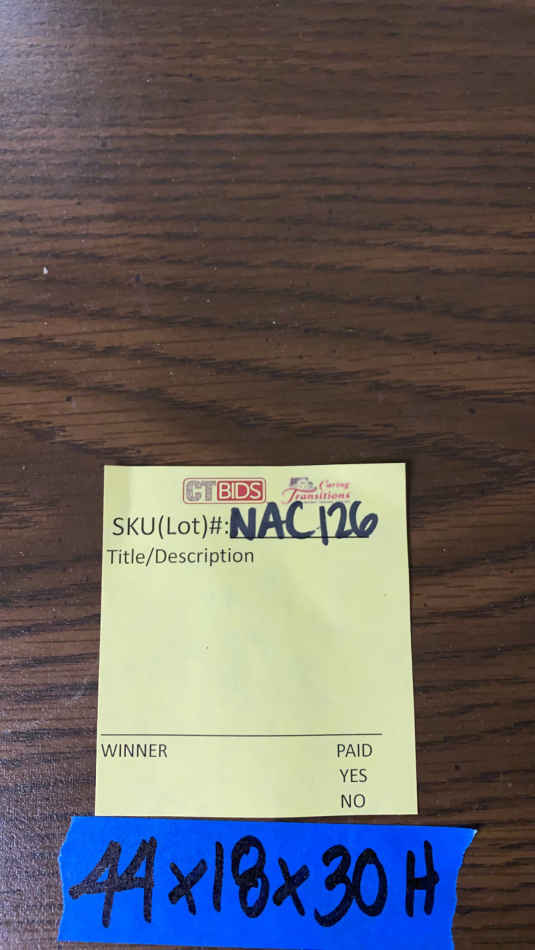 CTBIDS Caring Transitions
SKU(Lot)#: NAC126
Title/Description
WINNER PAID
YES
NO
44x18x30 H